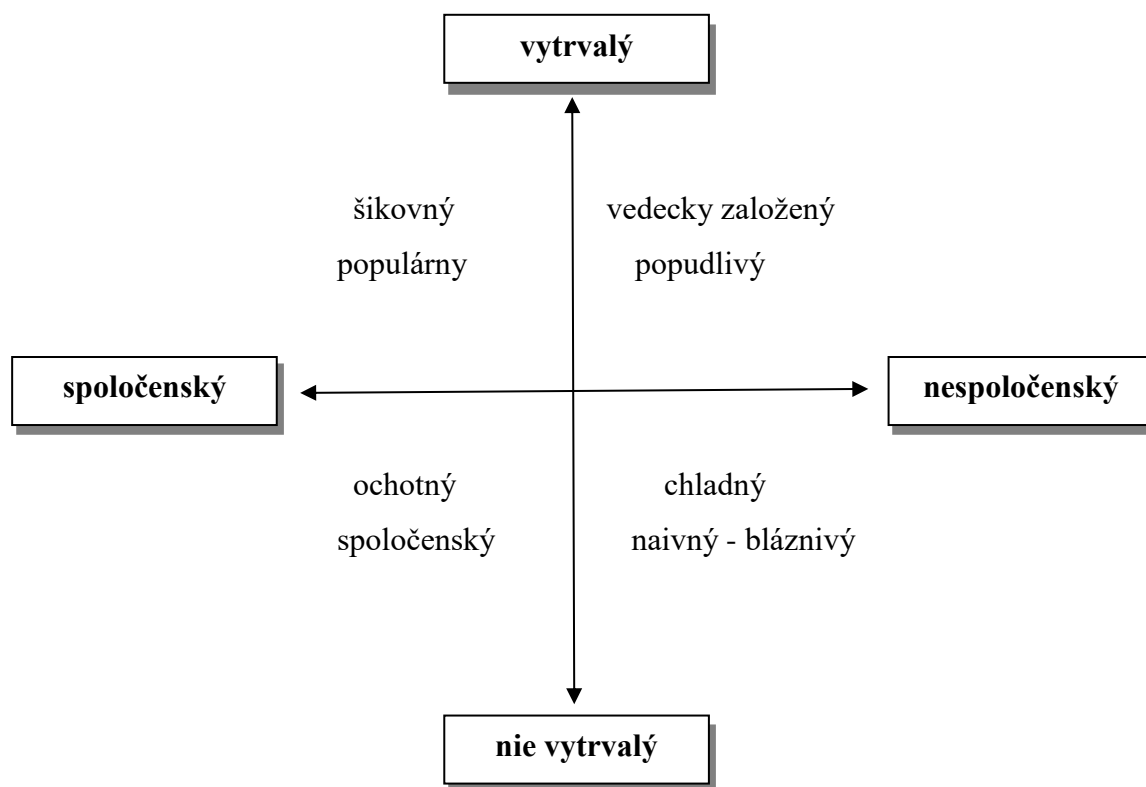 vytrvalý
šikovný vedecky založený
populárny popudlivý
spoločenský nespoločenský
ochotný chladný
spoločenský naivný - bláznivý
nie vytrvalý